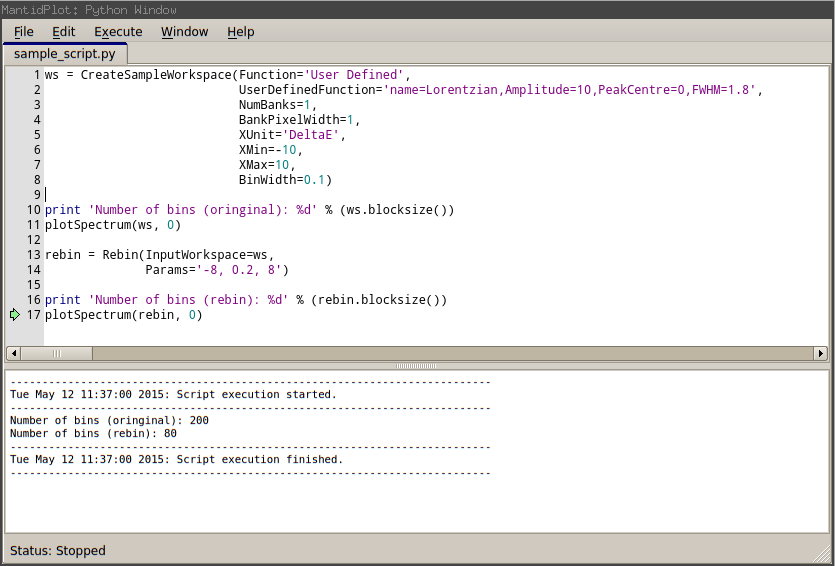 MantidPlot: Python Window
File Edit Execute Window Help
sample_script.py
1 ws = CreateSampleWorkspace(Function='User Defined',
2 UserDefinedFunction='name=Lorentzian,Amplitude=10,PeakCentre=0,FWHM=1.8',
3 NumBanks=1,
4 BankPixelWidth=1,
5 XUnit='DeltaE',
6 XMin=-10,
7 XMax=10,
8 BinWidth=0.1)
9
10 print 'Number of bins (oringinal): %d' % (ws.blocksize())
11 plotSpectrum(ws, 0)
12
13 rebin = Rebin(InputWorkspace=ws,
14 Params='-8, 0.2, 8')
15
16 print 'Number of bins (rebin): %d' % (rebin.blocksize())
17 plotSpectrum(rebin, 0)
---------------------------------------------------------------------------
Tue May 12 11:37:00 2015: Script execution started.
---------------------------------------------------------------------------
Number of bins (oringinal): 200
Number of bins (rebin): 80
---------------------------------------------------------------------------
Tue May 12 11:37:00 2015: Script execution finished.
---------------------------------------------------------------------------
Status: Stopped